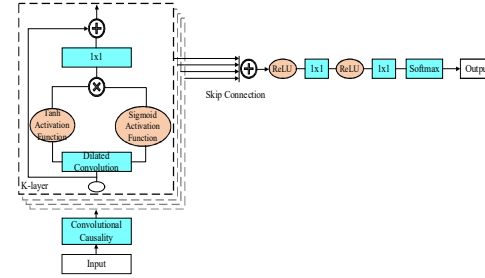 1x1
Tanh
Activation
Function
Sigmoid
Activation
Function
Dilated
Convolution
K-layer
Convolutional
Causality
Input
Skip Connection
ReLU
1x1
ReLU
1x1
Softmax
Output